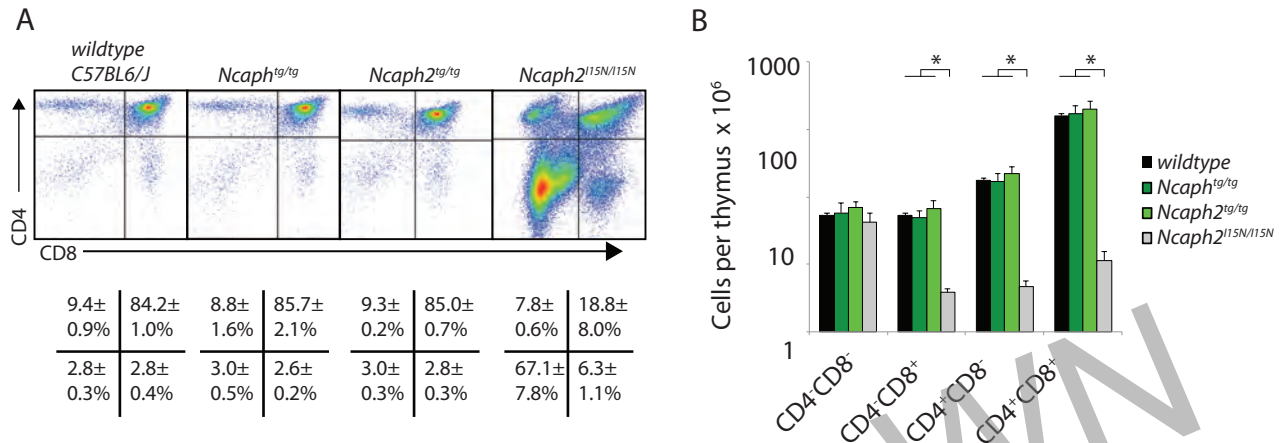 A
wildtype
C57BL6/J
Ncaph^tg/tg
Ncaph2^tg/tg
Ncaph2^I15N/I15N
CD4
CD8
9.4± 84.2± 8.8± 85.7± 9.3± 85.0± 7.8± 18.8±
0.9% 1.0% 1.6% 2.1% 0.2% 0.7% 0.6% 8.0%
2.8± 2.8± 3.0± 2.6± 3.0± 2.8± 67.1± 6.3±
0.3% 0.4% 0.5% 0.2% 0.3% 0.3% 7.8% 1.1%
B
Cells per thymus x 10⁶
1000
100
10
1
* * *
CD4⁻CD8⁻
CD4⁻CD8⁺
CD4⁺CD8⁻
CD4⁺CD8⁺
wildtype
Ncaph^tg/tg
Ncaph2^tg/tg
Ncaph2^I15N/I15N
WN